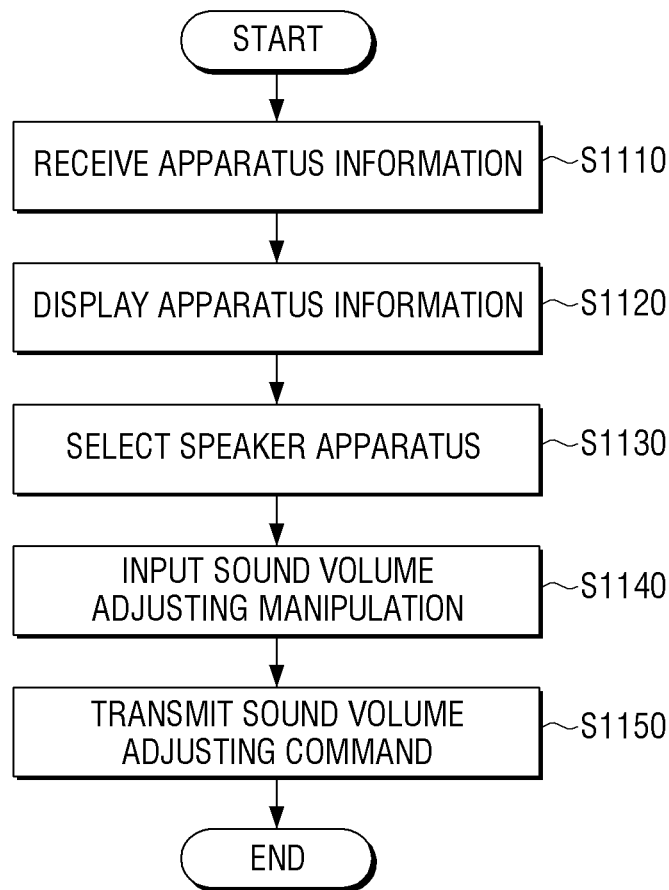 START
RECEIVE APPARATUS INFORMATION
S1110
DISPLAY APPARATUS INFORMATION
S1120
SELECT SPEAKER APPARATUS
S1130
INPUT SOUND VOLUME
ADJUSTING MANIPULATION
S1140
TRANSMIT SOUND VOLUME
ADJUSTING COMMAND
S1150
END